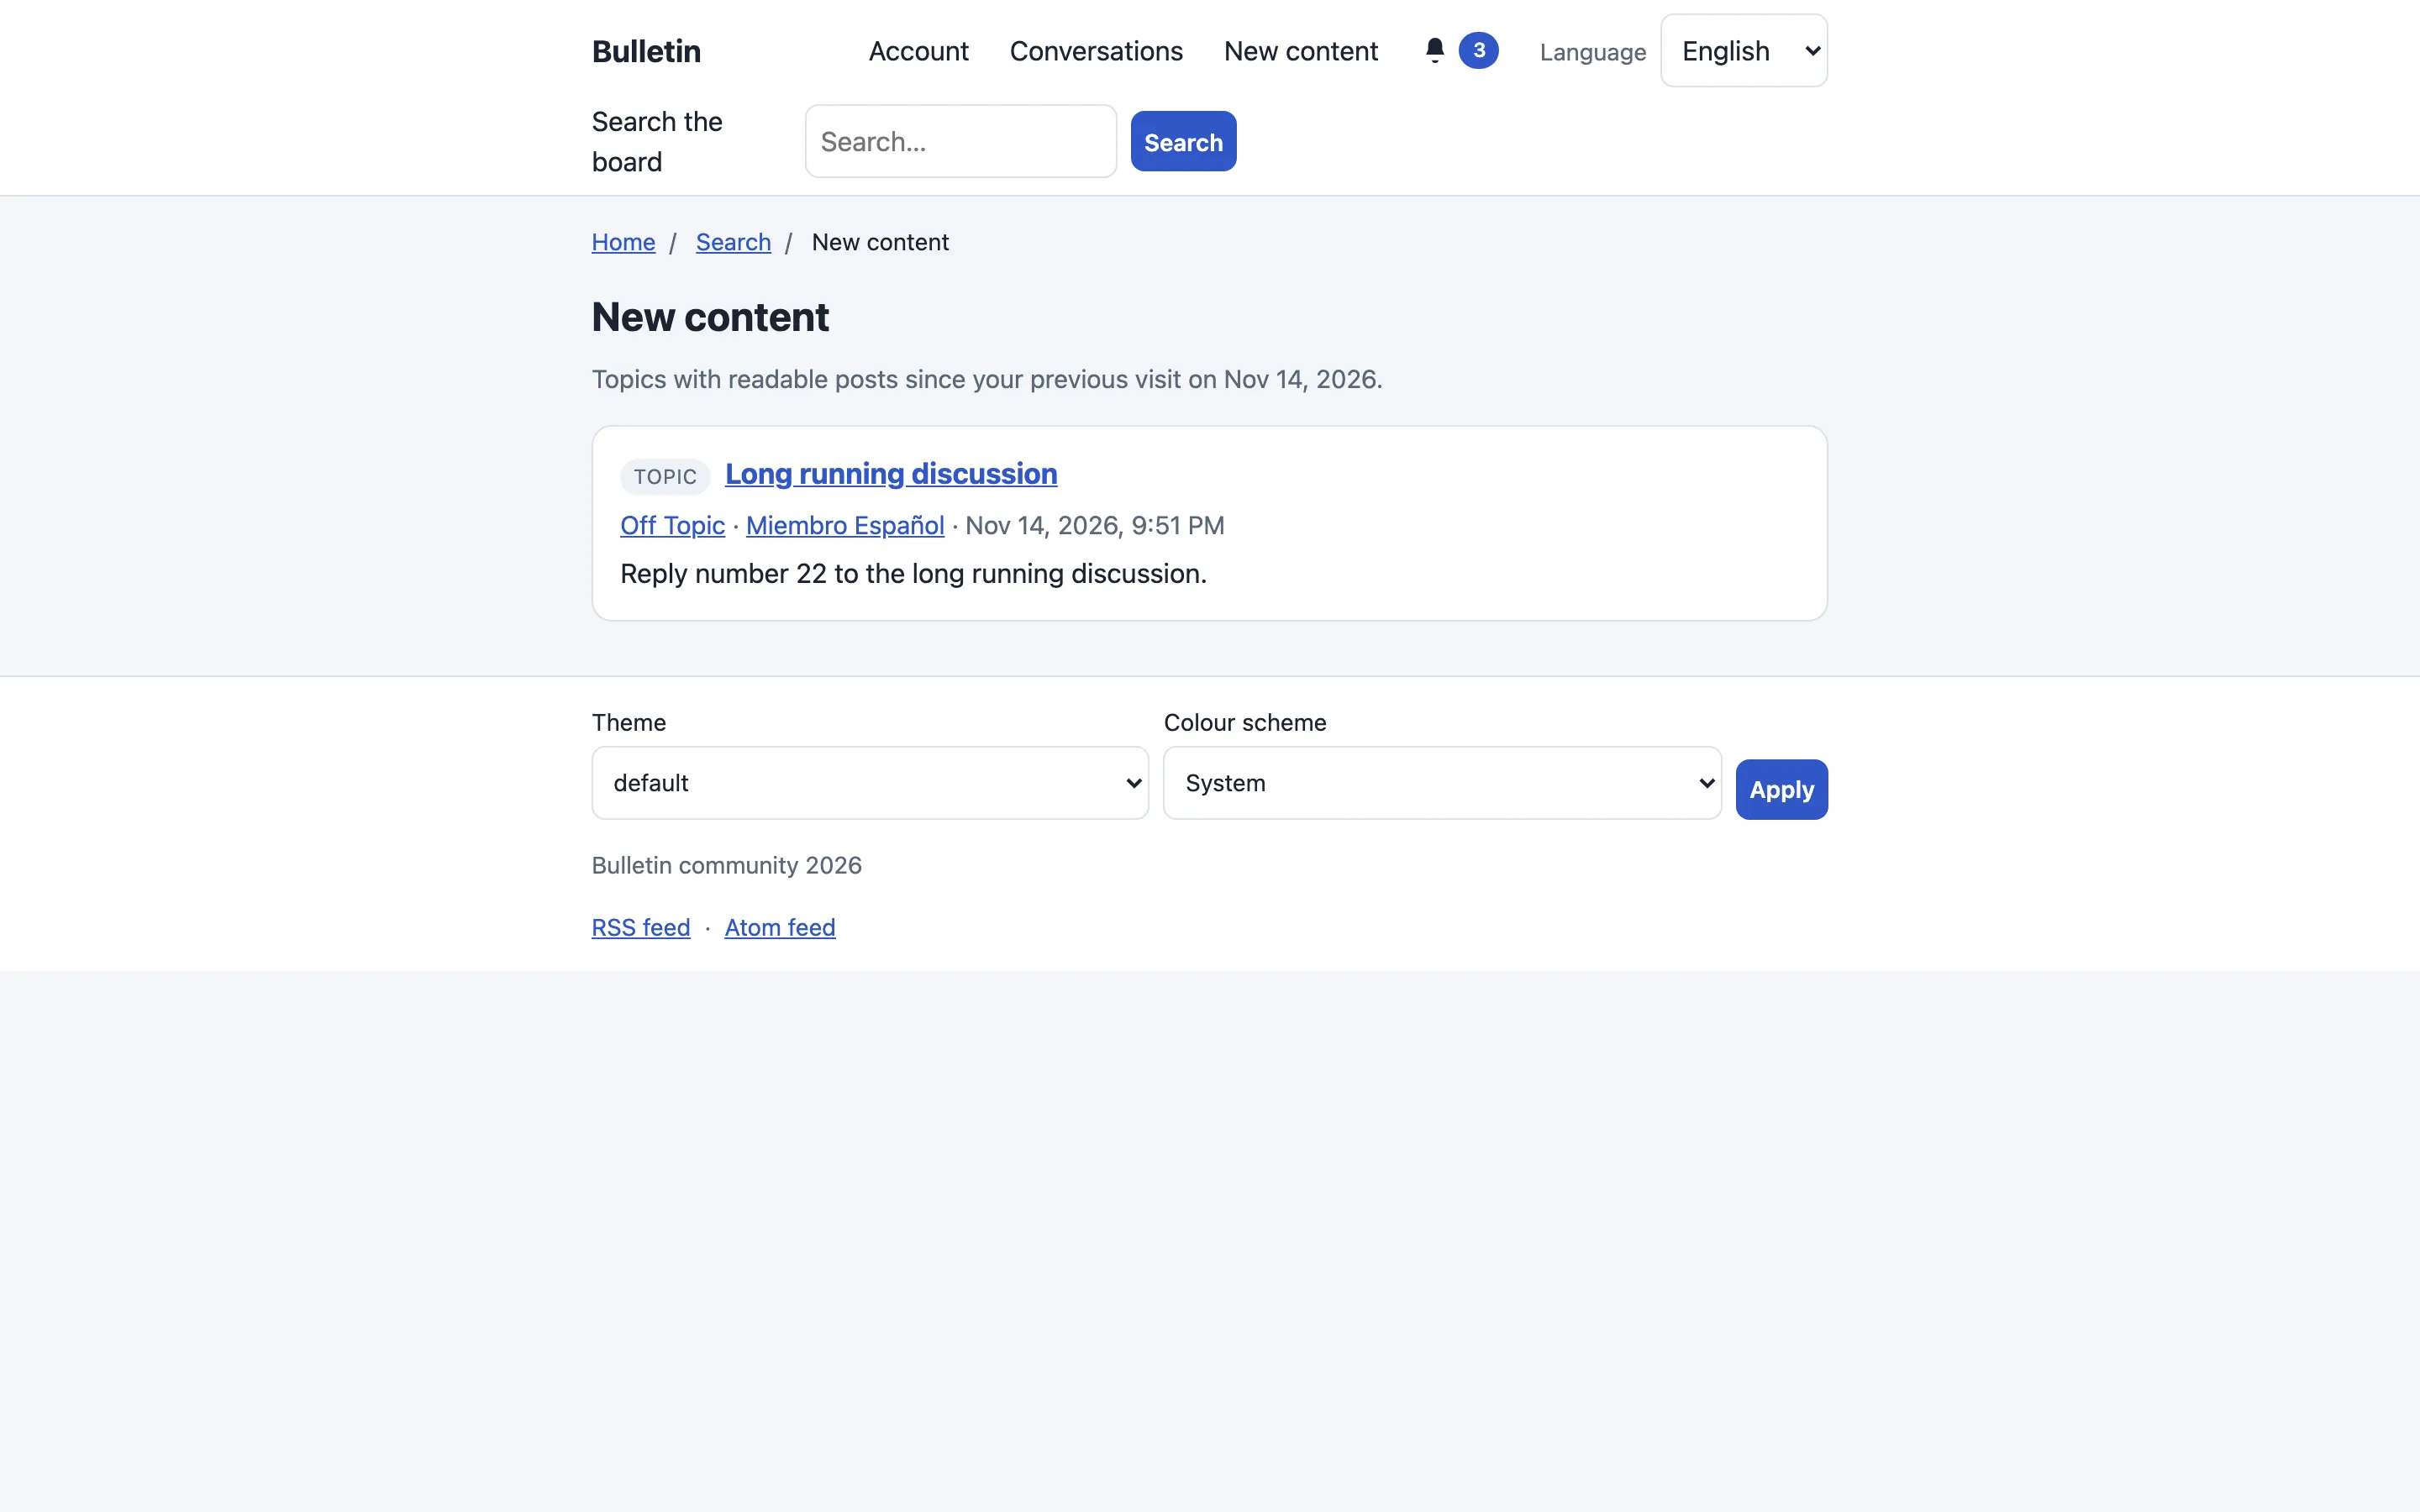 Bulletin
Account
Conversations
New content
3
Language
English
Search the
board
Search...
Search
Home / Search / New content
New content
Topics with readable posts since your previous visit on Nov 14, 2026.
TOPIC Long running discussion
Off Topic · Miembro Español · Nov 14, 2026, 9:51 PM
Reply number 22 to the long running discussion.
Theme
Colour scheme
default
System
Apply
Bulletin community 2026
RSS feed · Atom feed